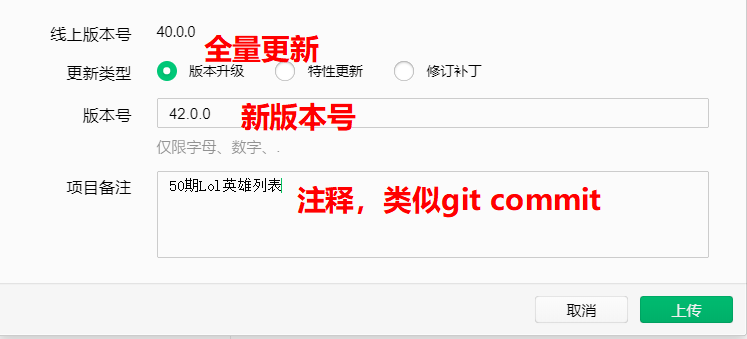 线上版本号 40.0.0
全量更新
更新类型 版本升级 特性更新 修订补丁
版本号 42.0.0 新版本号
仅限字母、数字、.
项目备注 50期Lol英雄列表 注释，类似git commit
取消 上传